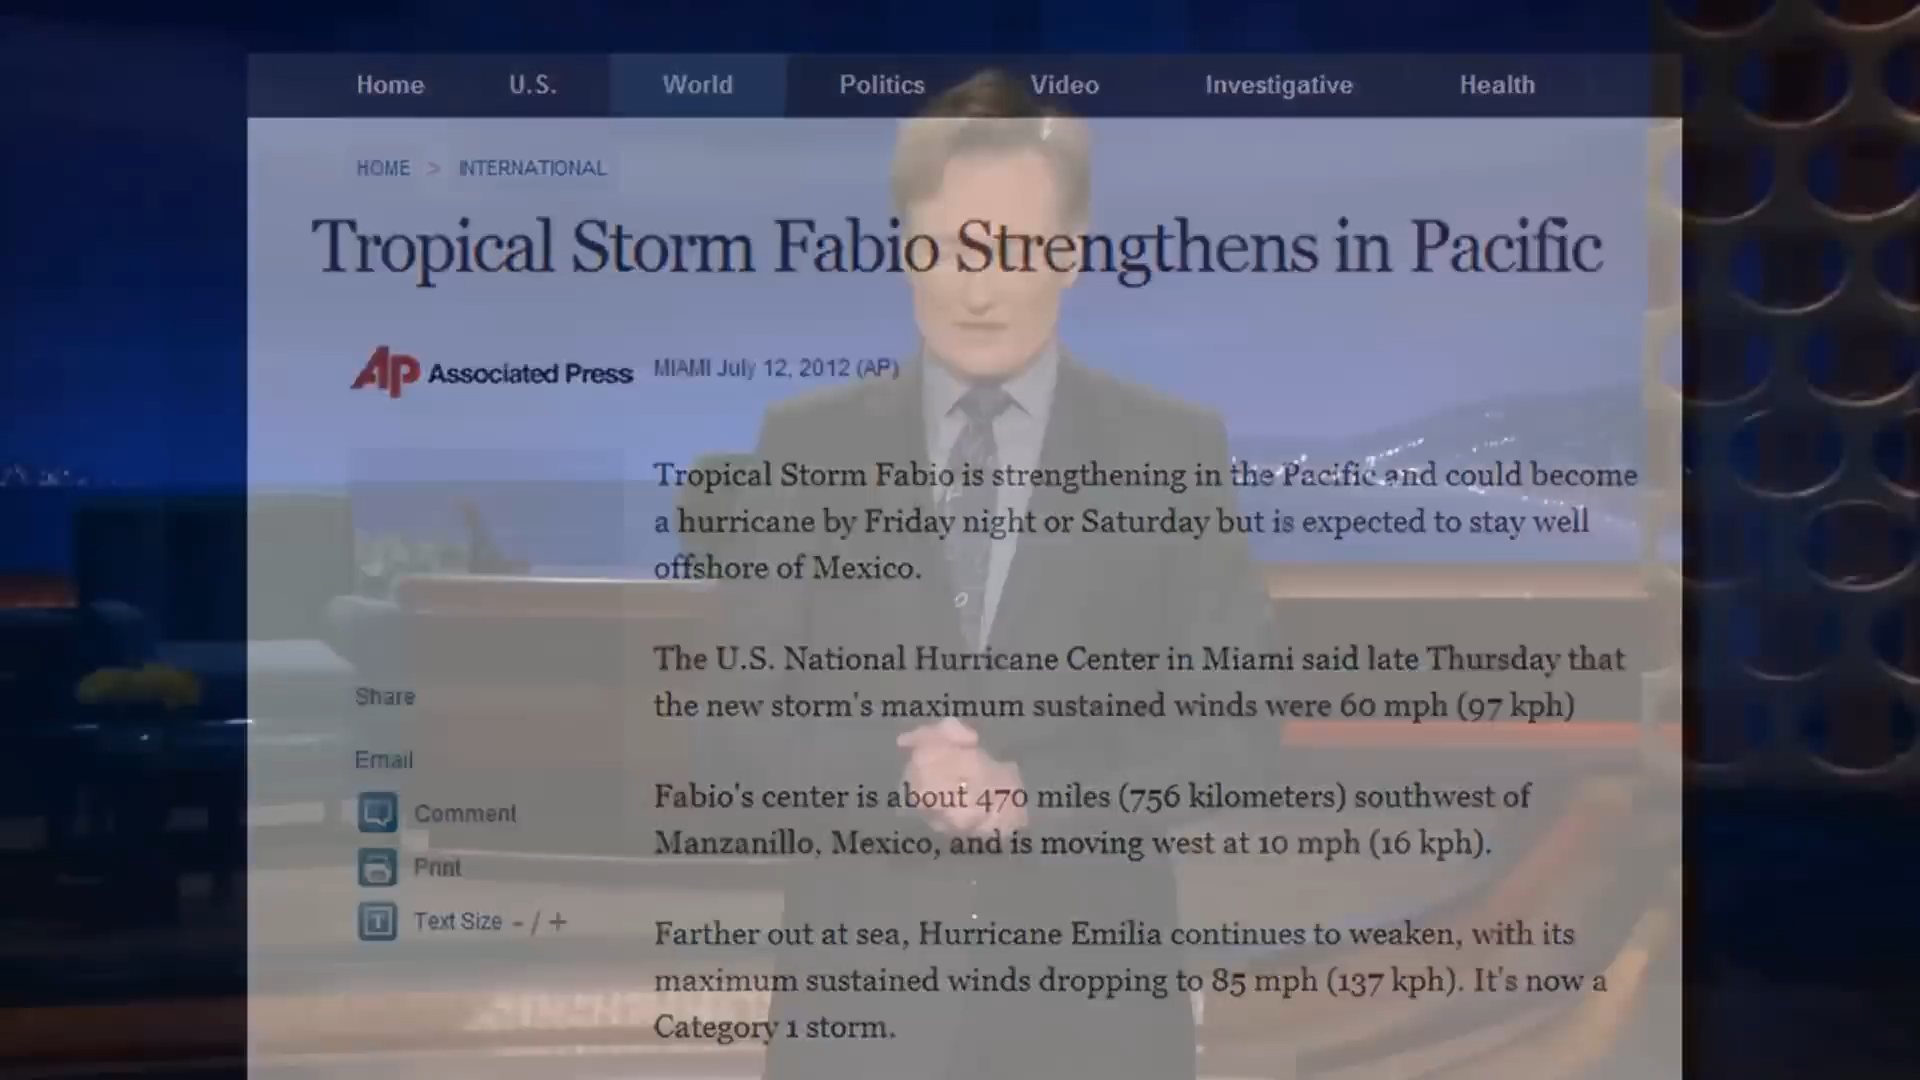 Home U.S. World Politics Video Investigative Health
HOME > INTERNATIONAL
Tropical Storm Fabio Strengthens in Pacific
AP Associated Press MIAMI July 12, 2012 (AP)
Tropical Storm Fabio is strengthening in the Pacific and could become
a hurricane by Friday night or Saturday but is expected to stay well
offshore of Mexico.
The U.S. National Hurricane Center in Miami said late Thursday that
the new storm's maximum sustained winds were 60 mph (97 kph)
Fabio's center is about 470 miles (756 kilometers) southwest of
Manzanillo, Mexico, and is moving west at 10 mph (16 kph).
Farther out at sea, Hurricane Emilia continues to weaken, with its
maximum sustained winds dropping to 85 mph (137 kph). It's now a
Category 1 storm.
Share
Email
Comment
Print
Text Size - / +